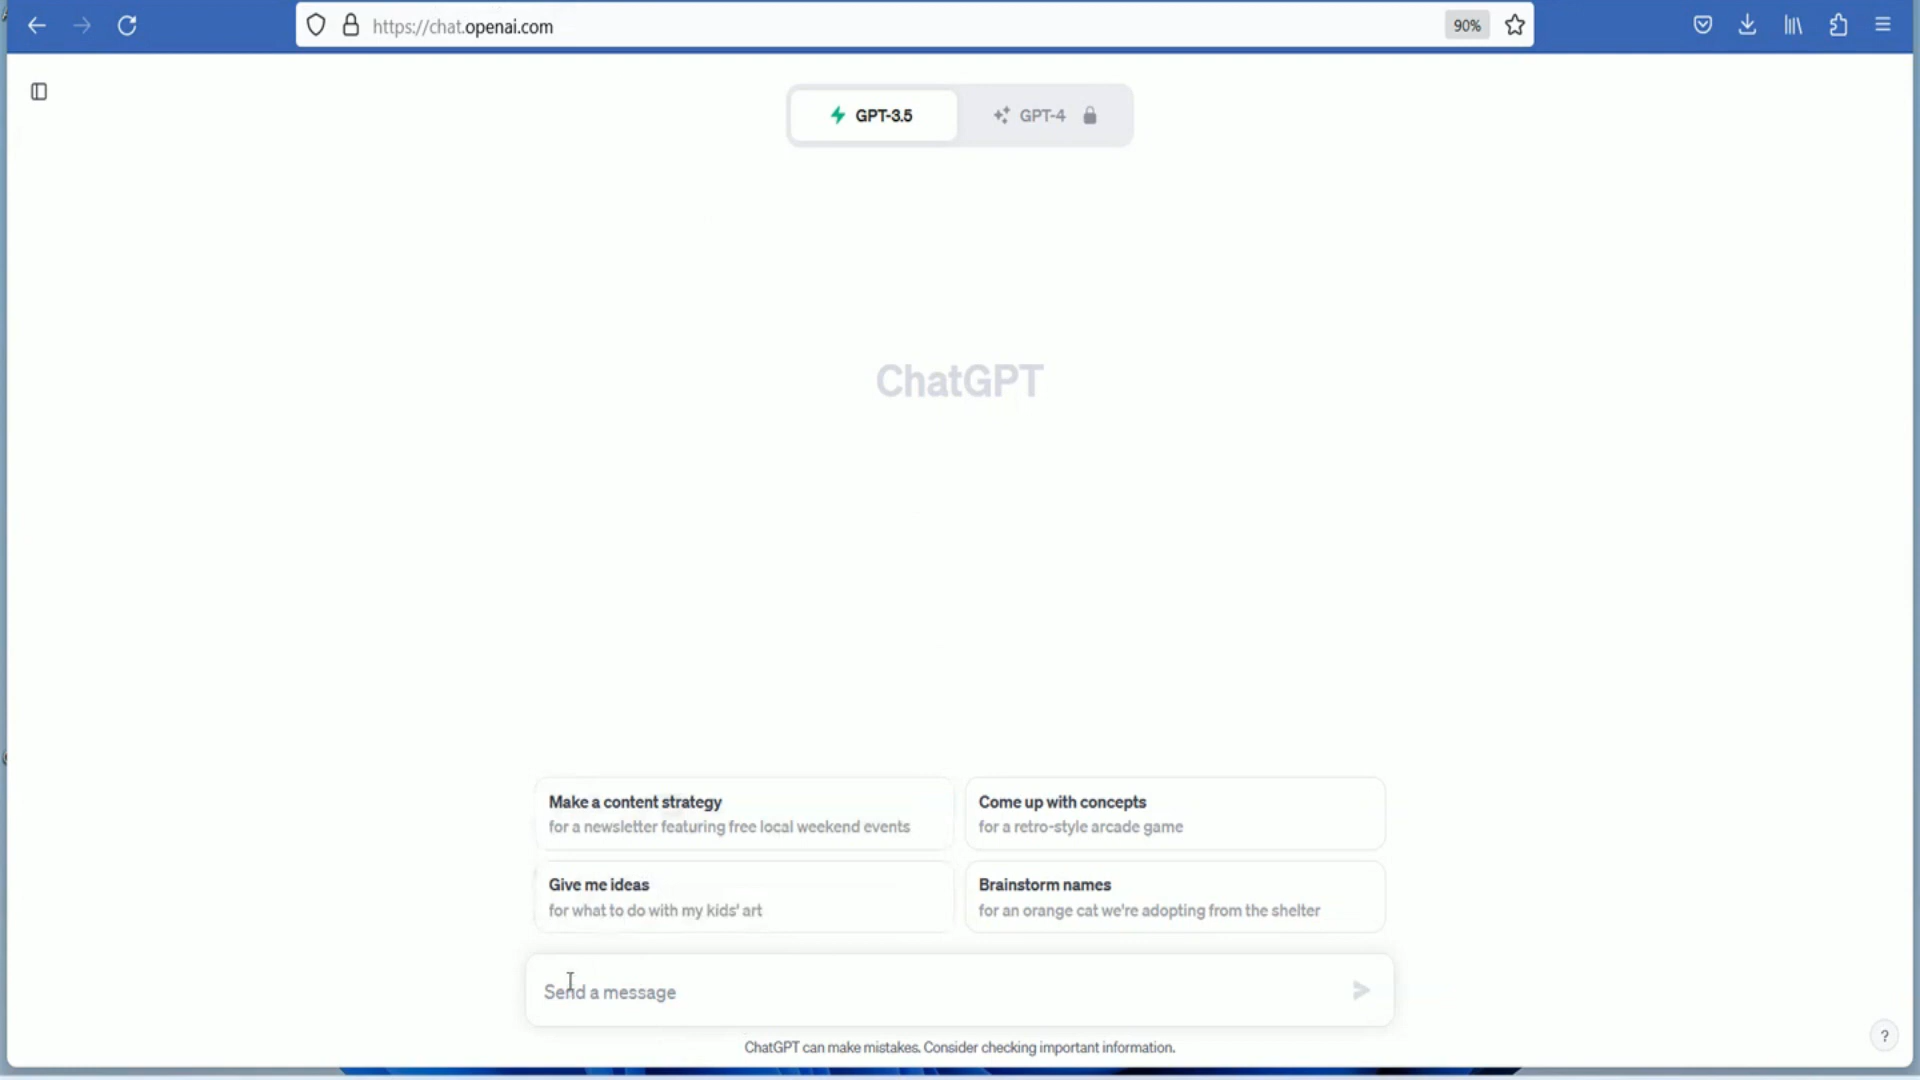 https://chat.openai.com
90%
GPT-3.5
GPT-4
ChatGPT
Make a content strategy
for a newsletter featuring free local weekend events
Come up with concepts
for a retro-style arcade game
Give me ideas
for what to do with my kids' art
Brainstorm names
for an orange cat we're adopting from the shelter
Send a message
ChatGPT can make mistakes. Consider checking important information.
?